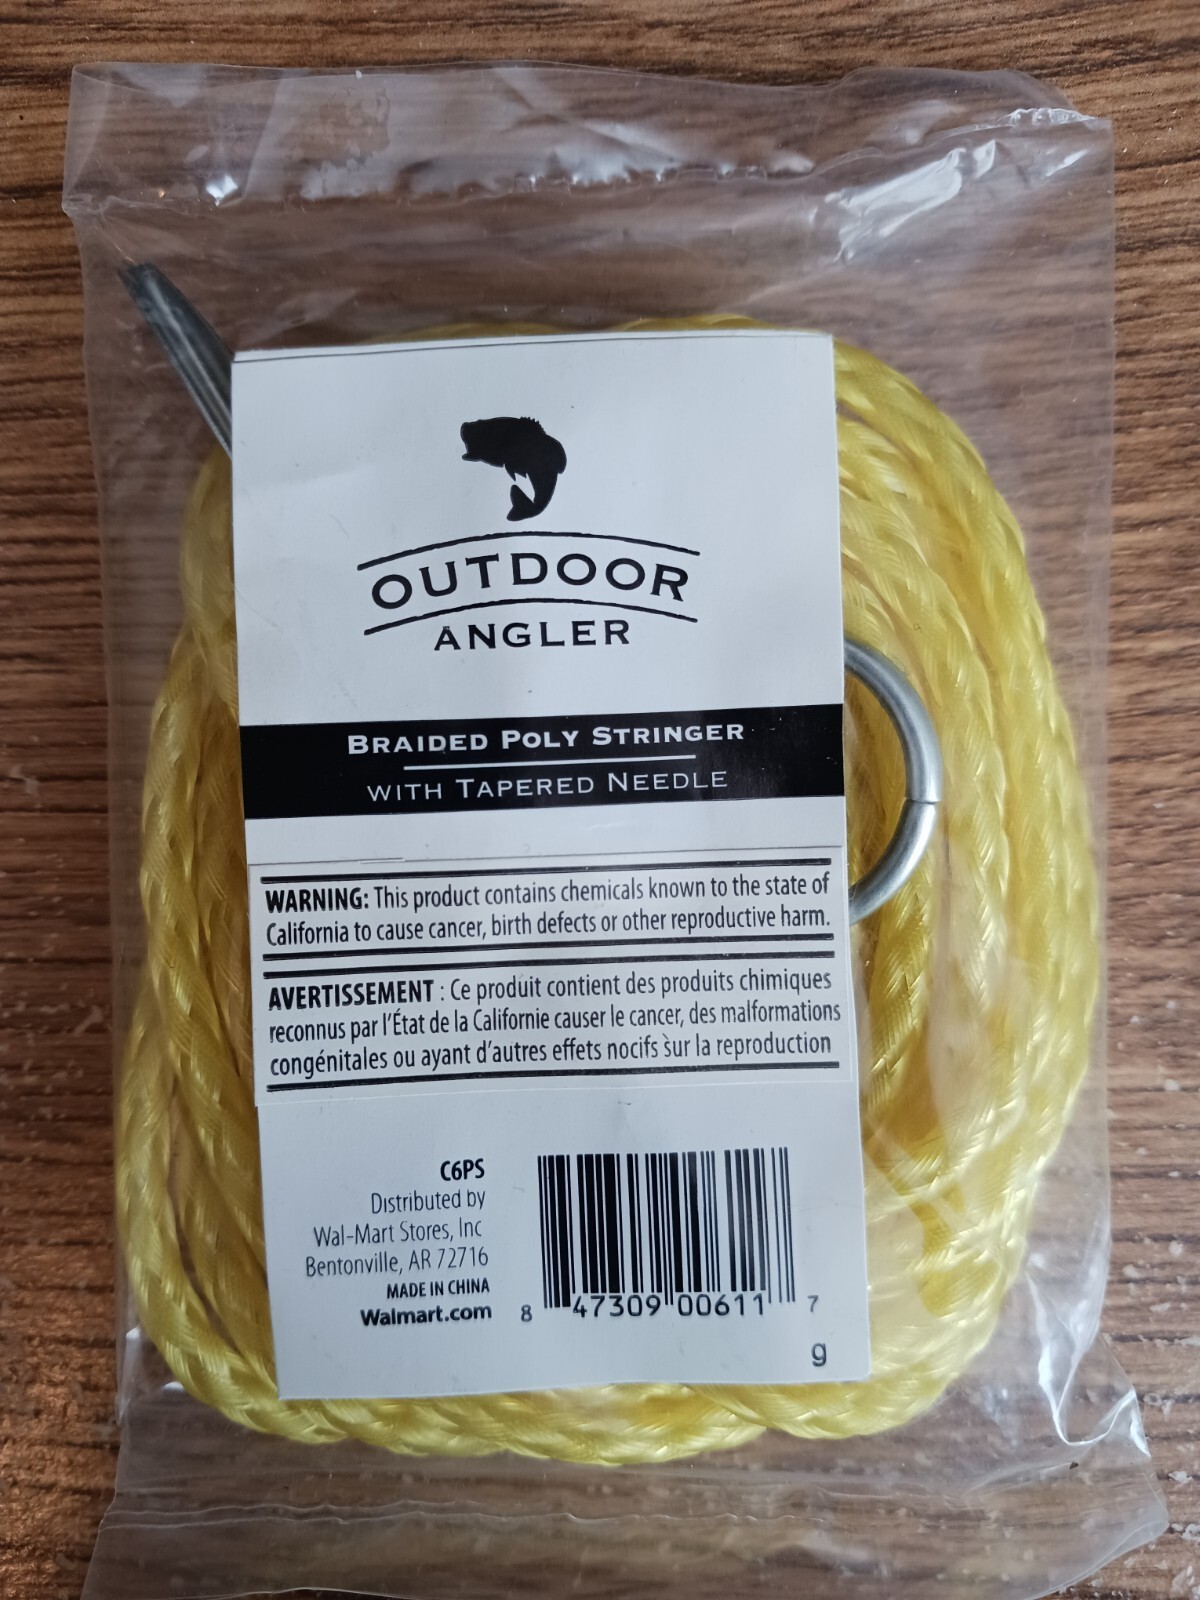 OUTDOOR
ANGLER
BRAIDED POLY STRINGER
WITH TAPERED NEEDLE
WARNING: This product contains chemicals known to the state of
California to cause cancer, birth defects or other reproductive harm.
AVERTISSEMENT : Ce produit contient des produits chimiques
reconnus par l'État de la Californie causer le cancer, des malformations
congénitales ou ayant d'autres effets nocifs sur la reproduction
C6PS
Distributed by
Wal-Mart Stores, Inc
Bentonville, AR 72716
MADE IN CHINA
Walmart.com
8 47309 00611 7
g